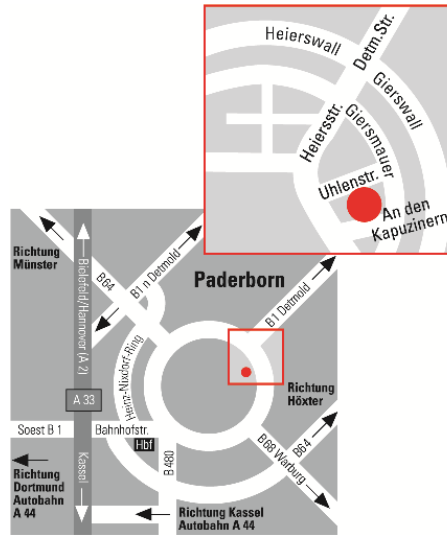 Heierswall
Detm.Str.
Gierswall
Heiersstr.
Giersmauer
Uhlenstr.
An den
Kapuzinern
Richtung
Münster
Bielefeld/Hannover (A 2)
B64
B1 n Detmold
Paderborn
B1 Detmold
Heinz-Nixdorf-Ring
A 33
Richtung
Höxter
Soest B 1
Bahnhofstr.
Hbf
B480
B68 Warburg
B64
Kassel
Richtung
Dortmund
Autobahn
A 44
Richtung Kassel
Autobahn A 44